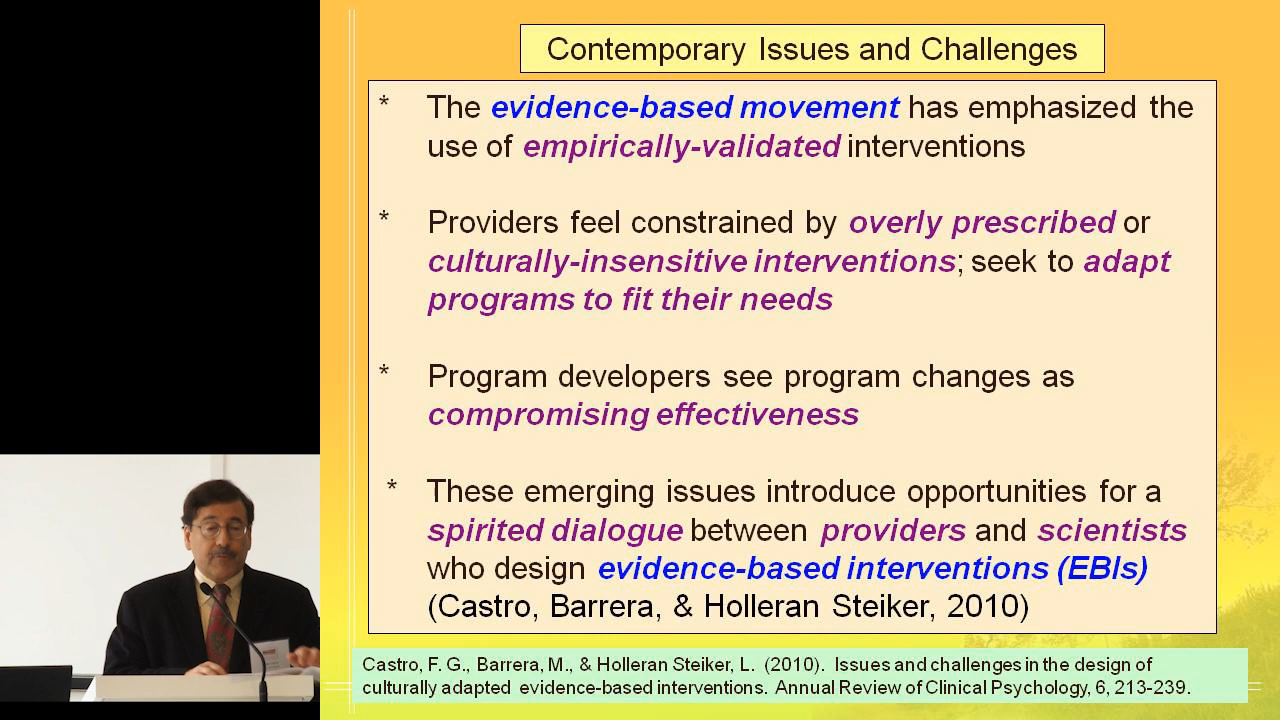 Contemporary Issues and Challenges
* The evidence-based movement has emphasized the
use of empirically-validated interventions
* Providers feel constrained by overly prescribed or
culturally-insensitive interventions; seek to adapt
programs to fit their needs
* Program developers see program changes as
compromising effectiveness
* These emerging issues introduce opportunities for a
spirited dialogue between providers and scientists
who design evidence-based interventions (EBIs)
(Castro, Barrera, & Holleran Steiker, 2010)
Castro, F. G., Barrera, M., & Holleran Steiker, L. (2010). Issues and challenges in the design of
culturally adapted evidence-based interventions. Annual Review of Clinical Psychology, 6, 213-239.